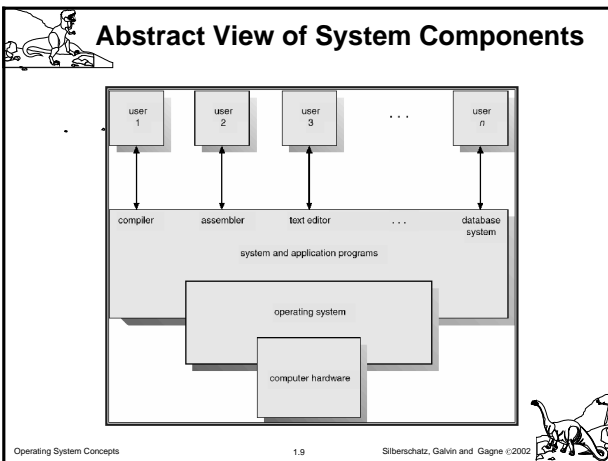 Abstract View of System Components
user user user . . . user
1 2 3 n
compiler assembler text editor . . . database
system
system and application programs
operating system
computer hardware
Operating System Concepts 1.9 Silberschatz, Galvin and Gagne ©2002